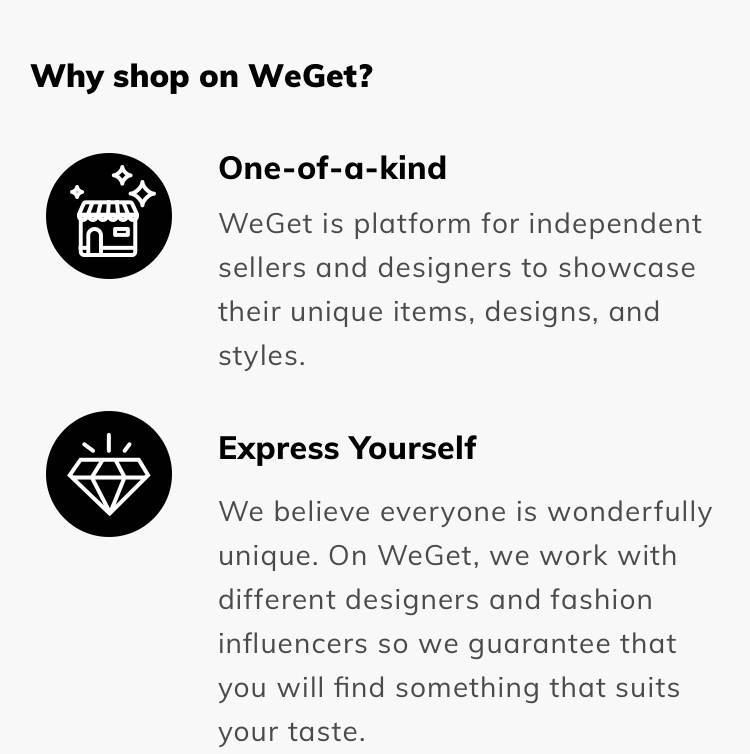 Why shop on WeGet?
One-of-a-kind
WeGet is platform for independent
sellers and designers to showcase
their unique items, designs, and
styles.
Express Yourself
We believe everyone is wonderfully
unique. On WeGet, we work with
different designers and fashion
influencers so we guarantee that
you will find something that suits
your taste.